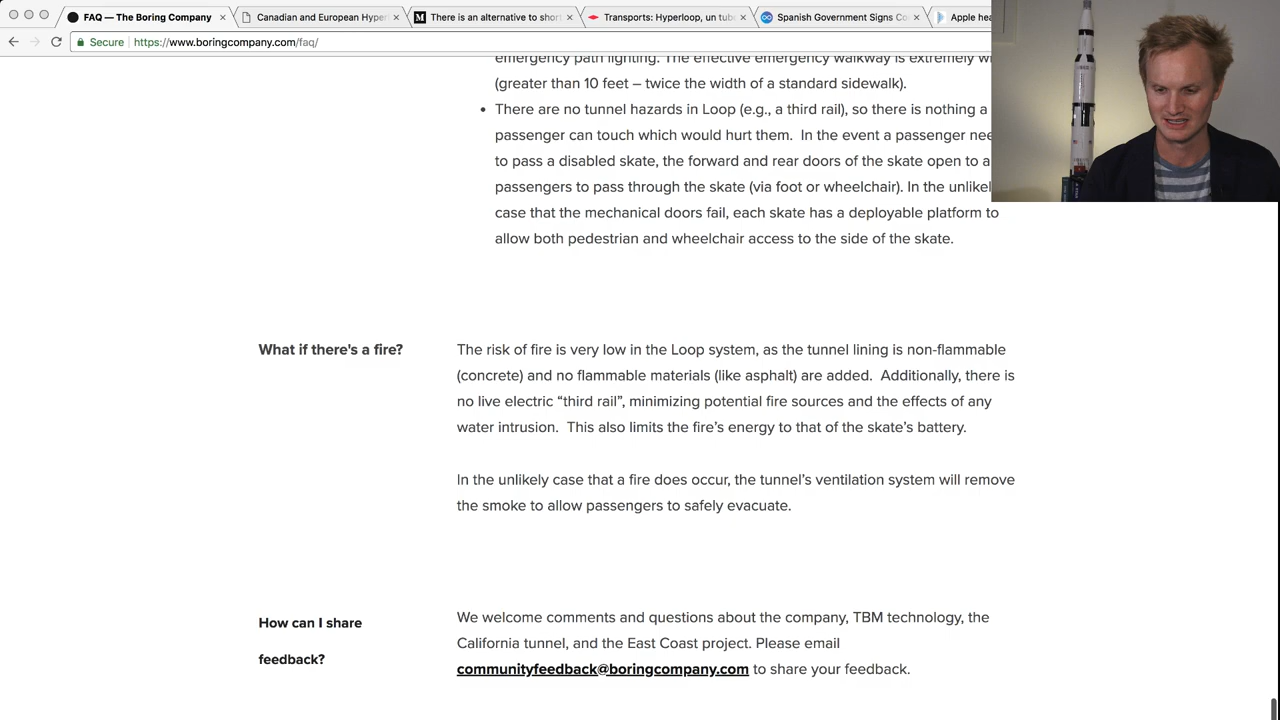 FAQ — The Boring Company
Canadian and European Hyper
There is an alternative to short
Transports: Hyperloop, un tube
Spanish Government Signs Co
Apple hea
Secure
https://www.boringcompany.com/faq/
emergency path lighting. The effective emergency walkway is extremely wi
(greater than 10 feet – twice the width of a standard sidewalk).
• There are no tunnel hazards in Loop (e.g., a third rail), so there is nothing a
passenger can touch which would hurt them.  In the event a passenger nee
to pass a disabled skate, the forward and rear doors of the skate open to a
passengers to pass through the skate (via foot or wheelchair). In the unlikel
case that the mechanical doors fail, each skate has a deployable platform to
allow both pedestrian and wheelchair access to the side of the skate.
What if there's a fire?
The risk of fire is very low in the Loop system, as the tunnel lining is non-flammable
(concrete) and no flammable materials (like asphalt) are added.  Additionally, there is
no live electric “third rail”, minimizing potential fire sources and the effects of any
water intrusion.  This also limits the fire’s energy to that of the skate’s battery.
In the unlikely case that a fire does occur, the tunnel’s ventilation system will remove
the smoke to allow passengers to safely evacuate.
How can I share
feedback?
We welcome comments and questions about the company, TBM technology, the
California tunnel, and the East Coast project. Please email
communityfeedback@boringcompany.com to share your feedback.